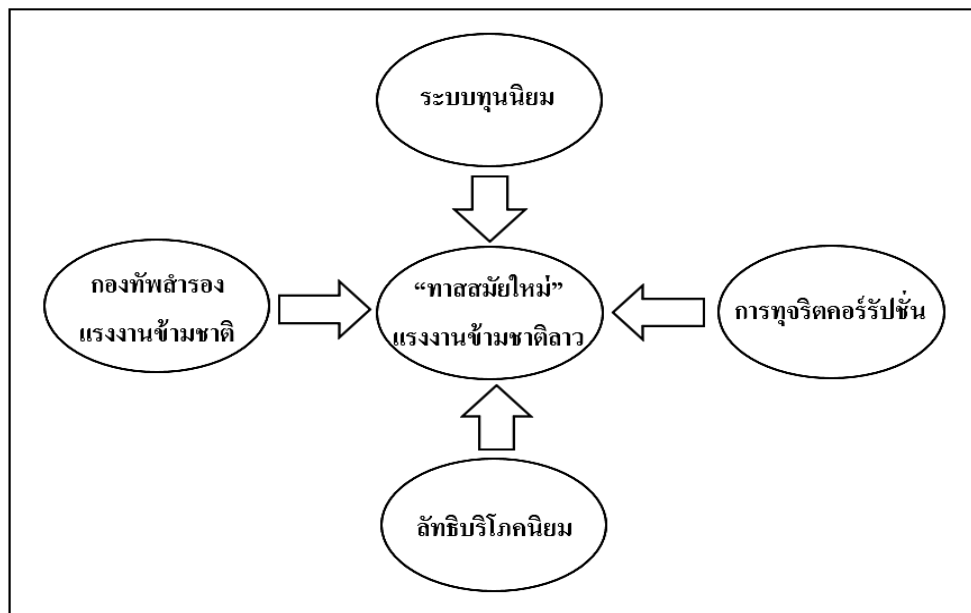 ระบบทุนนิยม
กองทัพสำรอง
แรงงานข้ามชาติ
“ทาสสมัยใหม่”
แรงงานข้ามชาติลาว
การทุจริตคอร์รัปชั่น
ลัทธิบริโภคนิยม